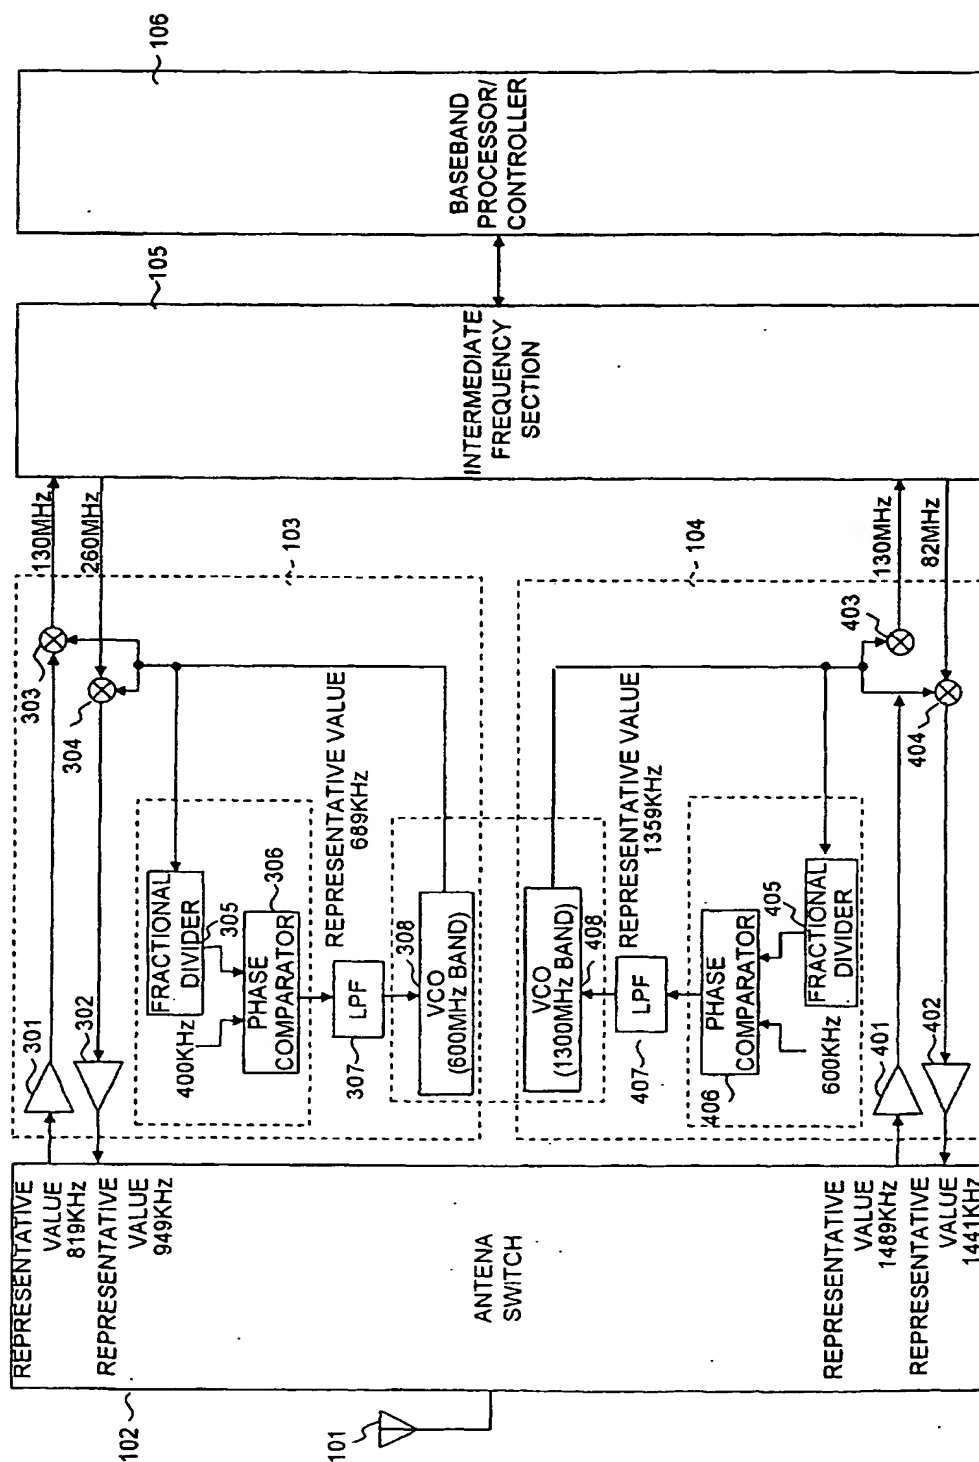 REPRESENTATIVE
VALUE
819KHz
REPRESENTATIVE
VALUE
949KHz
102
101
ANTENA
SWITCH
REPRESENTATIVE
VALUE
1489KHz
REPRESENTATIVE
VALUE
1441KHz
301
302
303
304
130MHz
260MHz
103
FRACTIONAL
DIVIDER
305
400KHz
PHASE
COMPARATOR
306
LPF
307
REPRESENTATIVE VALUE
689KHz
308
VCO
(600MHz BAND)
VCO
(1300MHz BAND)
408
REPRESENTATIVE VALUE
1359KHz
LPF
407
PHASE
COMPARATOR
406
405
FRACTIONAL
DIVIDER
600KHz
401
402
403
404
104
130MHz
82MHz
105
INTERMEDIATE
FREQUENCY
SECTION
106
BASEBAND
PROCESSOR/
CONTROLLER